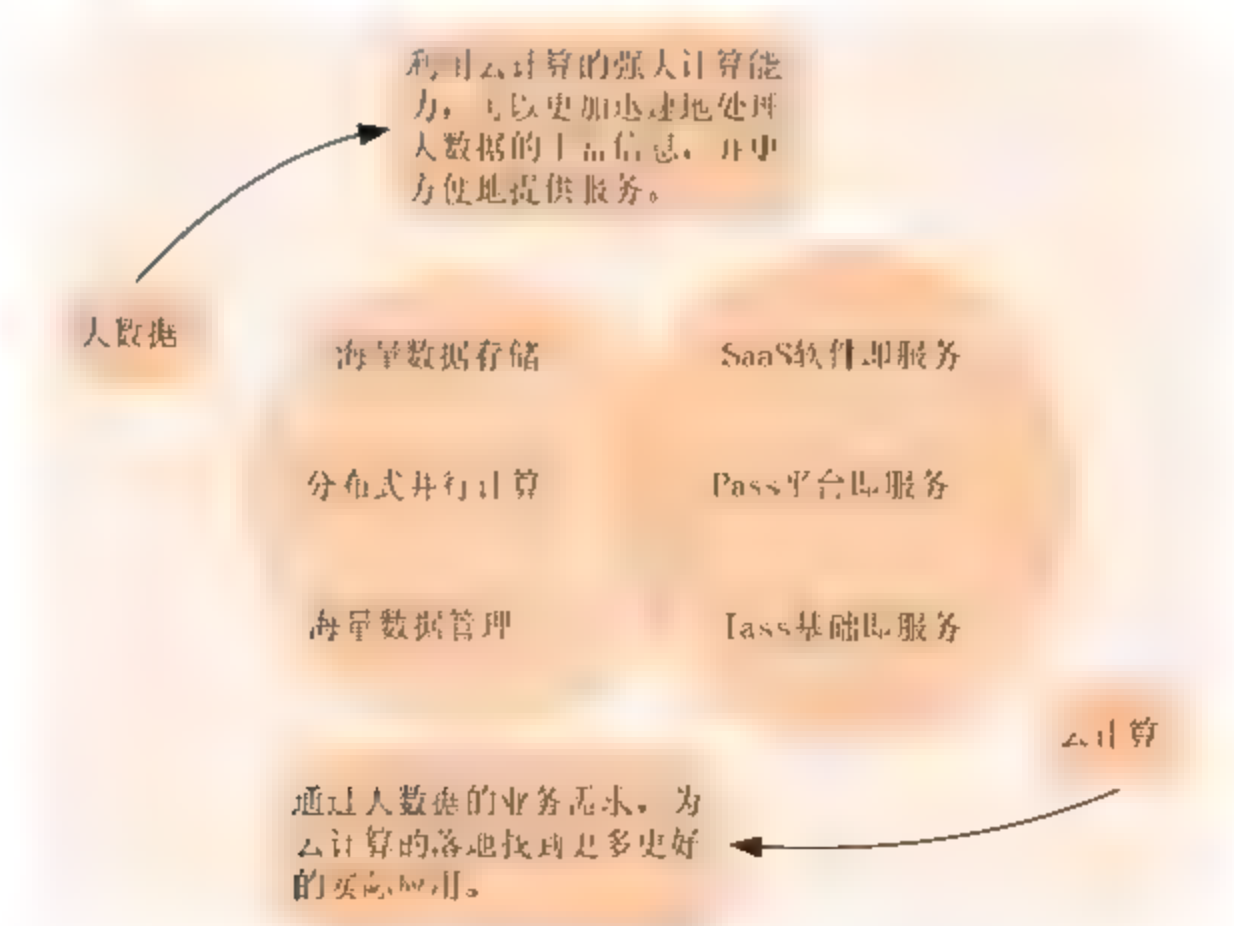 利用云计算的强大计算能
力，可以更加迅速地处理
大数据的丰富信息，并更
方便地提供服务。
大数据
海量数据存储
SaaS软件即服务
分布式并行计算
Pass平台即服务
海量数据管理
Iass基础即服务
云计算
通过大数据的业务需求，为
云计算的落地找到更多更好
的实际应用。